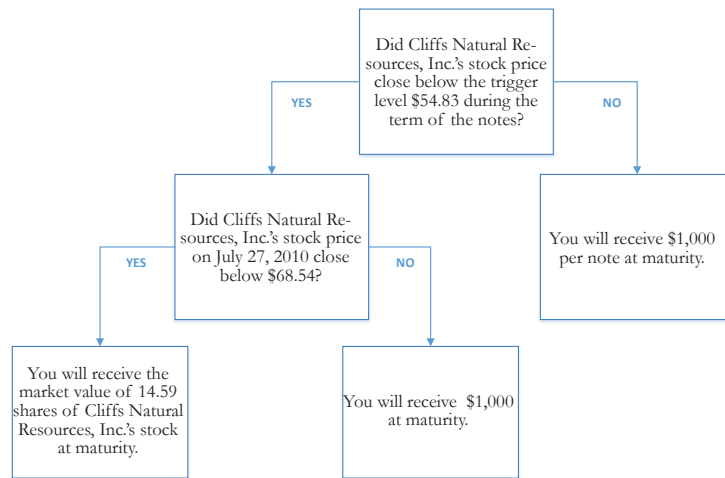 Did Cliffs Natural Re-
sources, Inc.'s stock price
close below the trigger
level $54.83 during the
term of the notes?
YES
NO
Did Cliffs Natural Re-
sources, Inc.'s stock price
on July 27, 2010 close
below $68.54?
You will receive $1,000
per note at maturity.
YES
NO
You will receive the
market value of 14.59
shares of Cliffs Natural
Resources, Inc.'s stock
at maturity.
You will receive $1,000
at maturity.